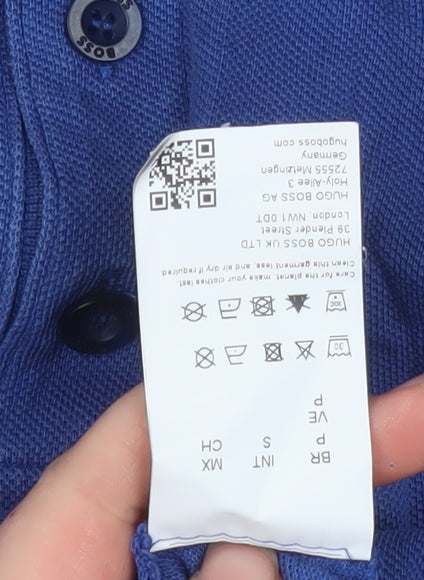 BOSS
BR INT MX
P S CH
VE
P
30
30C
Care for the planet, make your clothes last.
Clean this garment less, and air dry if required
HUGO BOSS UK LTD
39 Plender Street
London, NW1 0DT
HUGO BOSS AG
Holy-Allee 3
72555 Metzingen
Germany
hugoboss.com